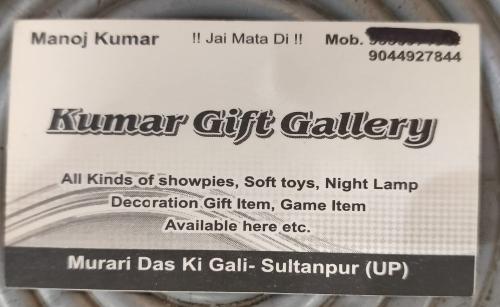 Manoj Kumar !! Jai Mata Di !! Mob.
9044927844
Kumar Gift Gallery
All Kinds of showpies, Soft toys, Night Lamp
Decoration Gift Item, Game Item
Available here etc.
Murari Das Ki Gali- Sultanpur (UP)